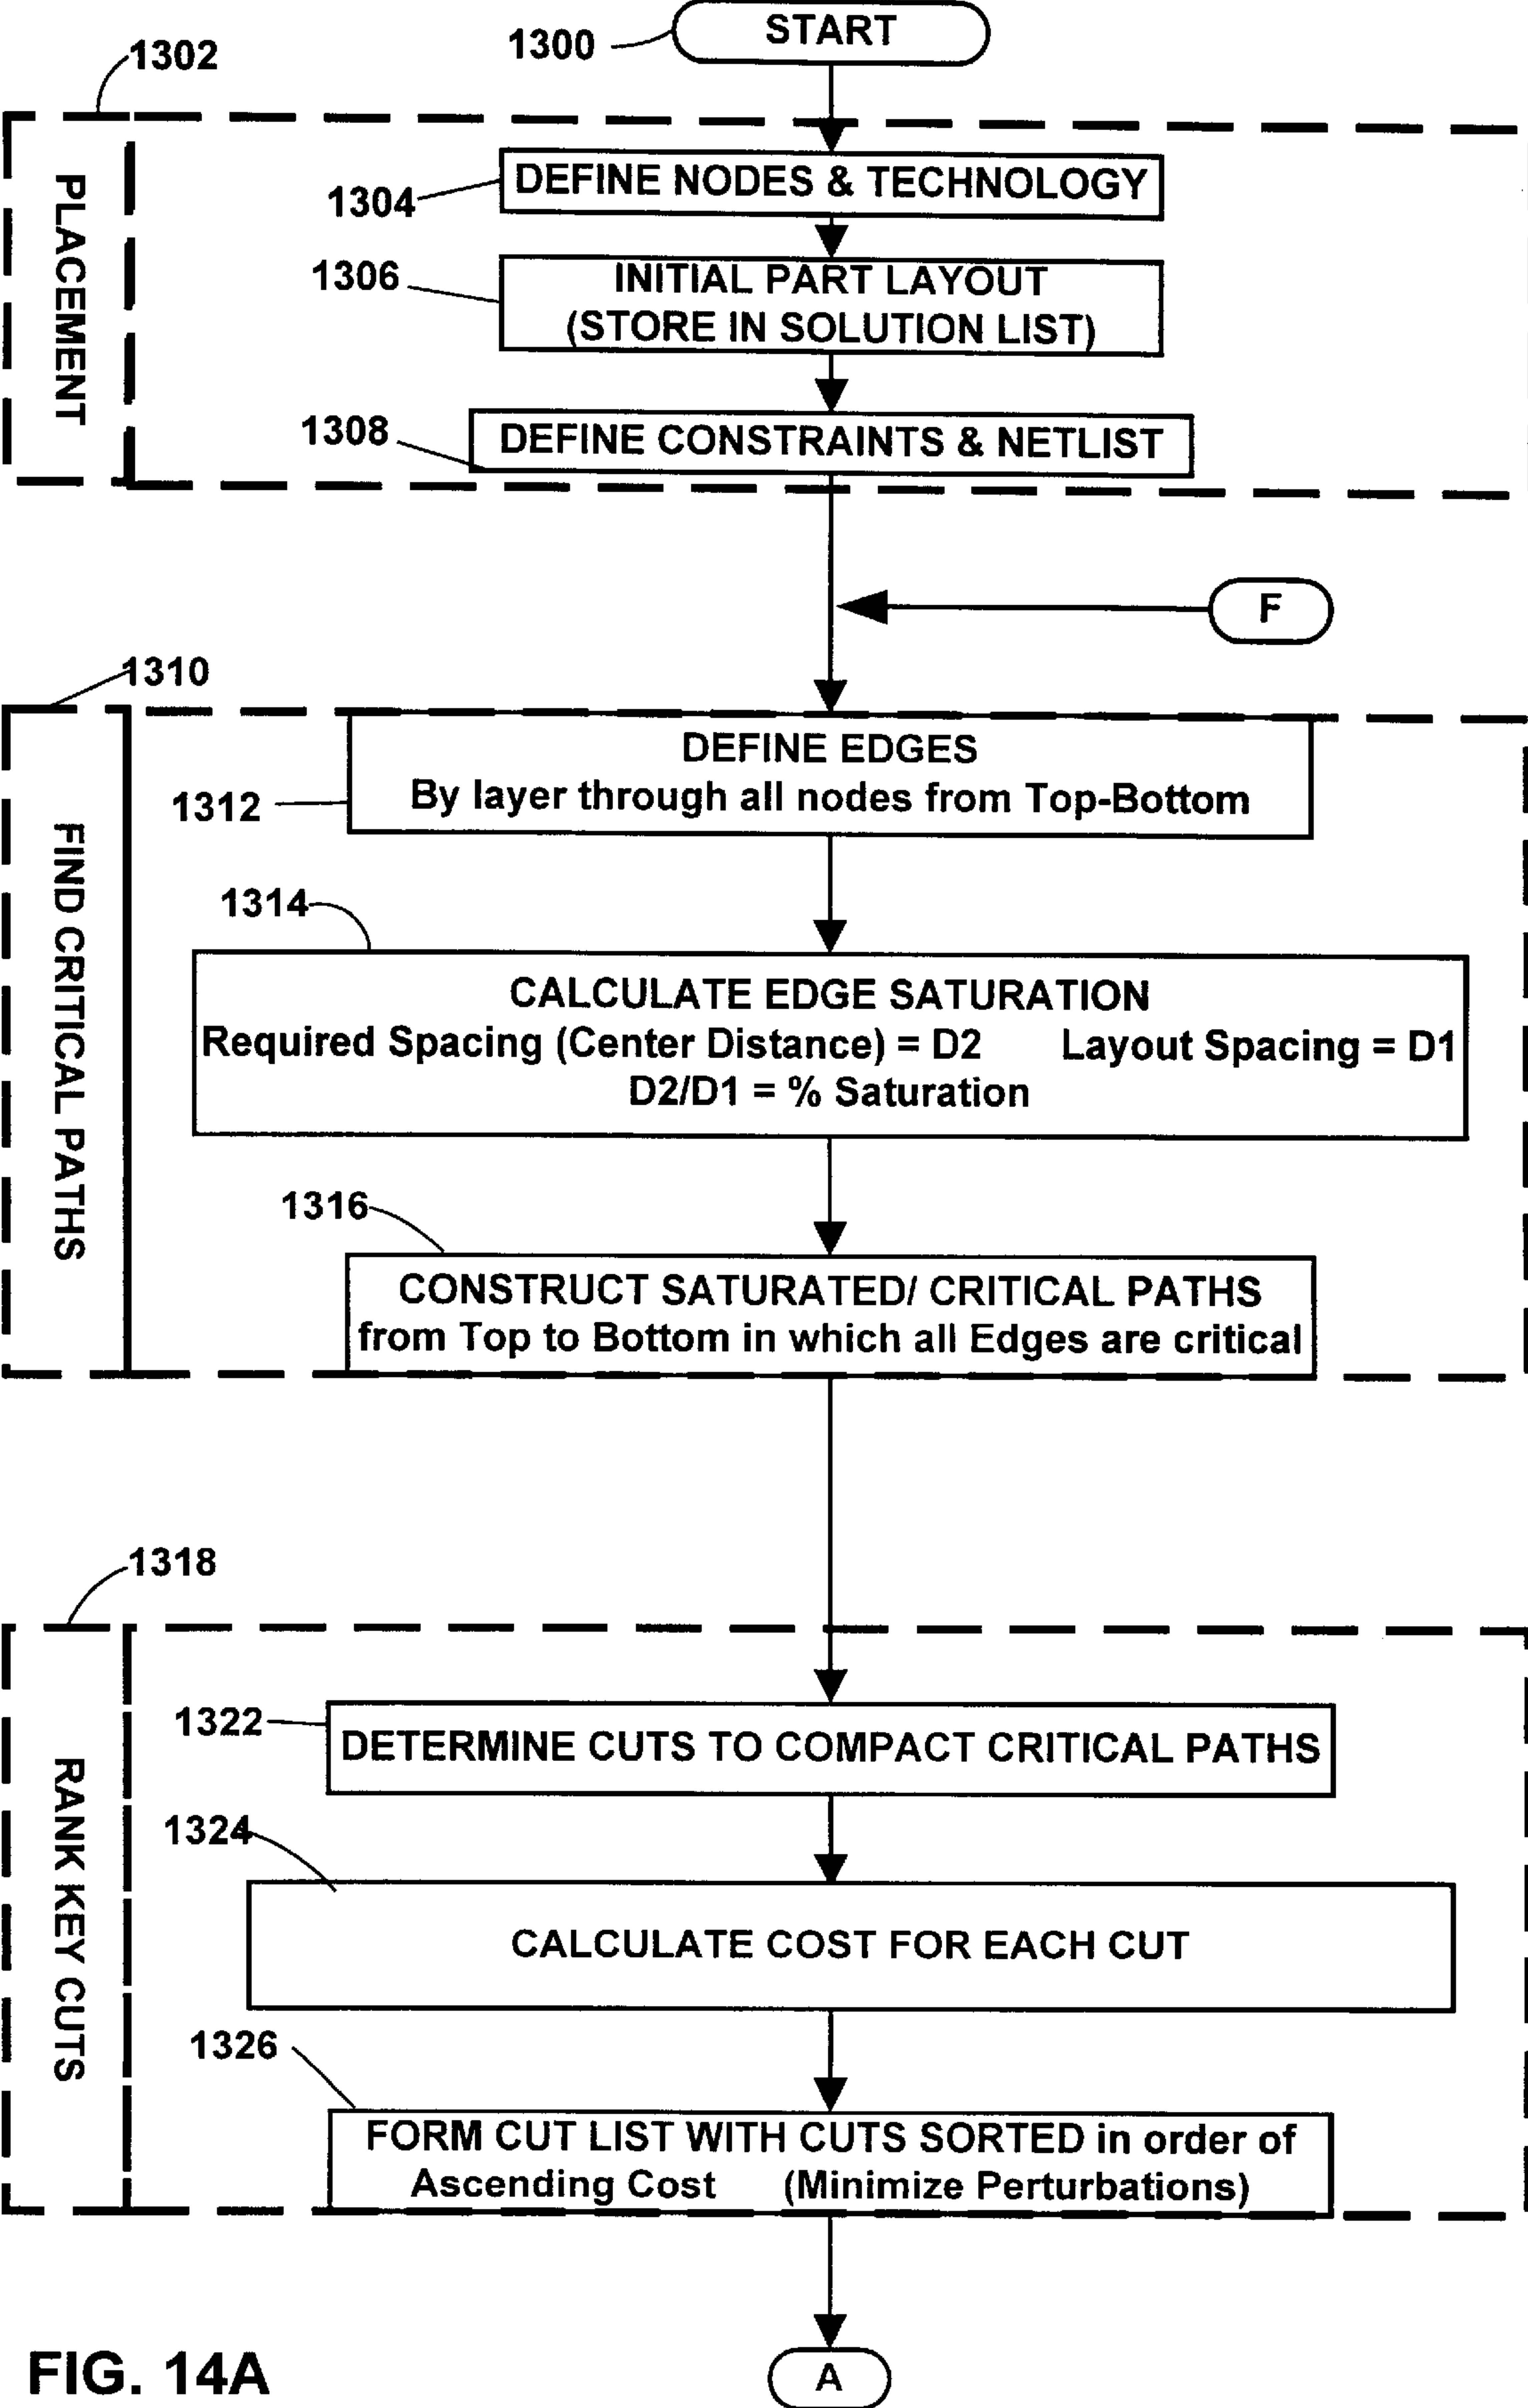 1300
START
1302
PLACEMENT
1304
DEFINE NODES & TECHNOLOGY
1306
INITIAL PART LAYOUT
(STORE IN SOLUTION LIST)
1308
DEFINE CONSTRAINTS & NETLIST
F
1310
FIND CRITICAL PATHS
DEFINE EDGES
By layer through all nodes from Top-Bottom
1312
1314
CALCULATE EDGE SATURATION
Required Spacing (Center Distance) = D2 Layout Spacing = D1
D2/D1 = % Saturation
1316
CONSTRUCT SATURATED/ CRITICAL PATHS
from Top to Bottom in which all Edges are critical
1318
RANK KEY CUTS
1322
DETERMINE CUTS TO COMPACT CRITICAL PATHS
1324
CALCULATE COST FOR EACH CUT
1326
FORM CUT LIST WITH CUTS SORTED in order of
Ascending Cost (Minimize Perturbations)
A
FIG. 14A